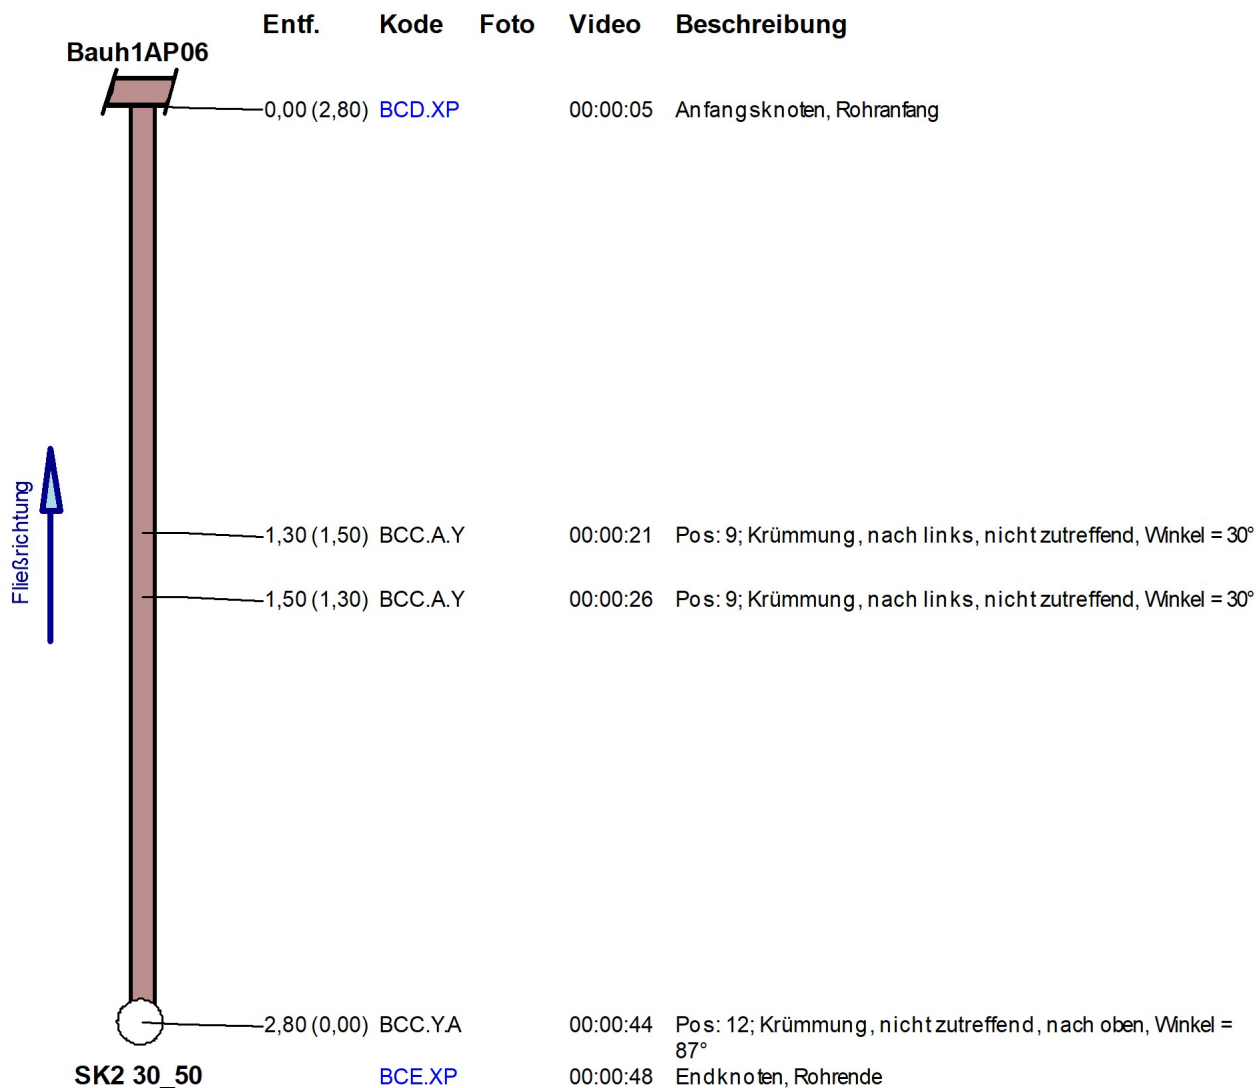 Entf. Kode Foto Video Beschreibung
Bauh1AP06
0,00 (2,80) BCD.XP 00:00:05 Anfangsknoten, Rohranfang
Fließrichtung
1,30 (1,50) BCC.A.Y 00:00:21 Pos: 9; Krümmung, nach links, nicht zutreffend, Winkel = 30°
1,50 (1,30) BCC.A.Y 00:00:26 Pos: 9; Krümmung, nach links, nicht zutreffend, Winkel = 30°
2,80 (0,00) BCC.Y.A 00:00:44 Pos: 12; Krümmung, nicht zutreffend, nach oben, Winkel =
87°
SK2 30_50 BCE.XP 00:00:48 Endknoten, Rohrende